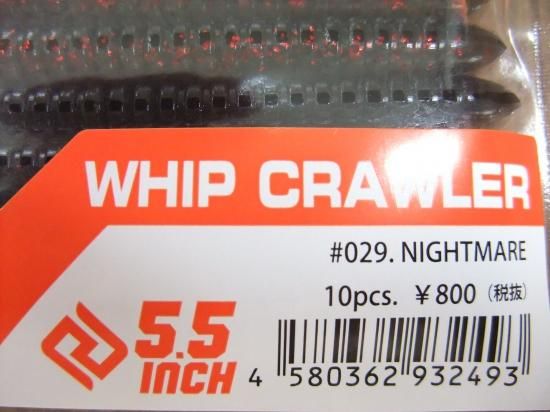 WHIP CRAWLER
#029. NIGHTMARE
10pcs. ¥800 (税抜)
5.5
INCH
4 580362 932493